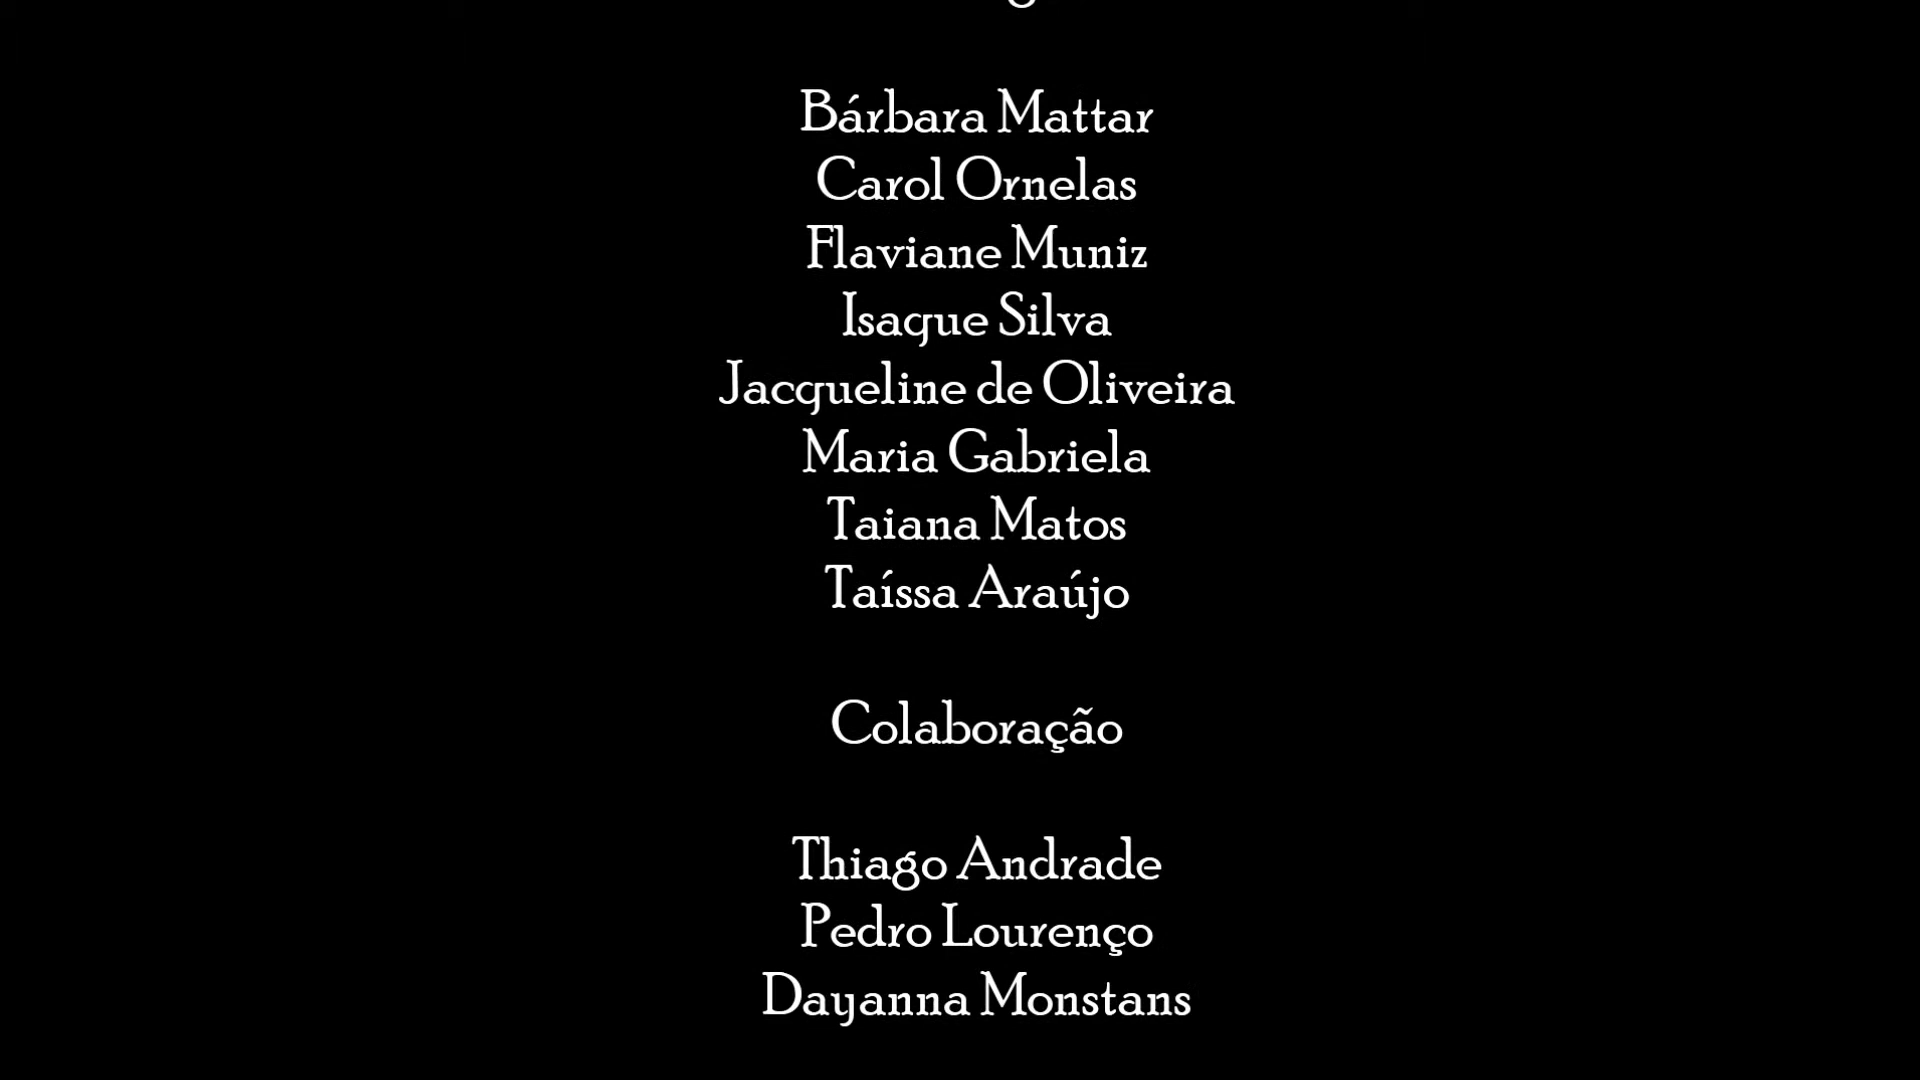 Bárbara Mattar
Carol Ornelas
Flaviane Muniz
Isaque Silva
Jacqueline de Oliveira
Maria Gabriela
Taiana Matos
Taíssa Araújo
Colaboração
Thiago Andrade
Pedro Lourenço
Dayanna Monstans